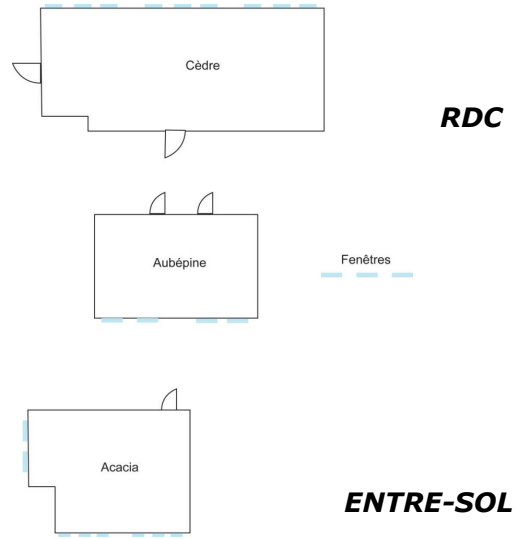 Cèdre
RDC
Aubépine
Fenêtres
Acacia
ENTRE-SOL